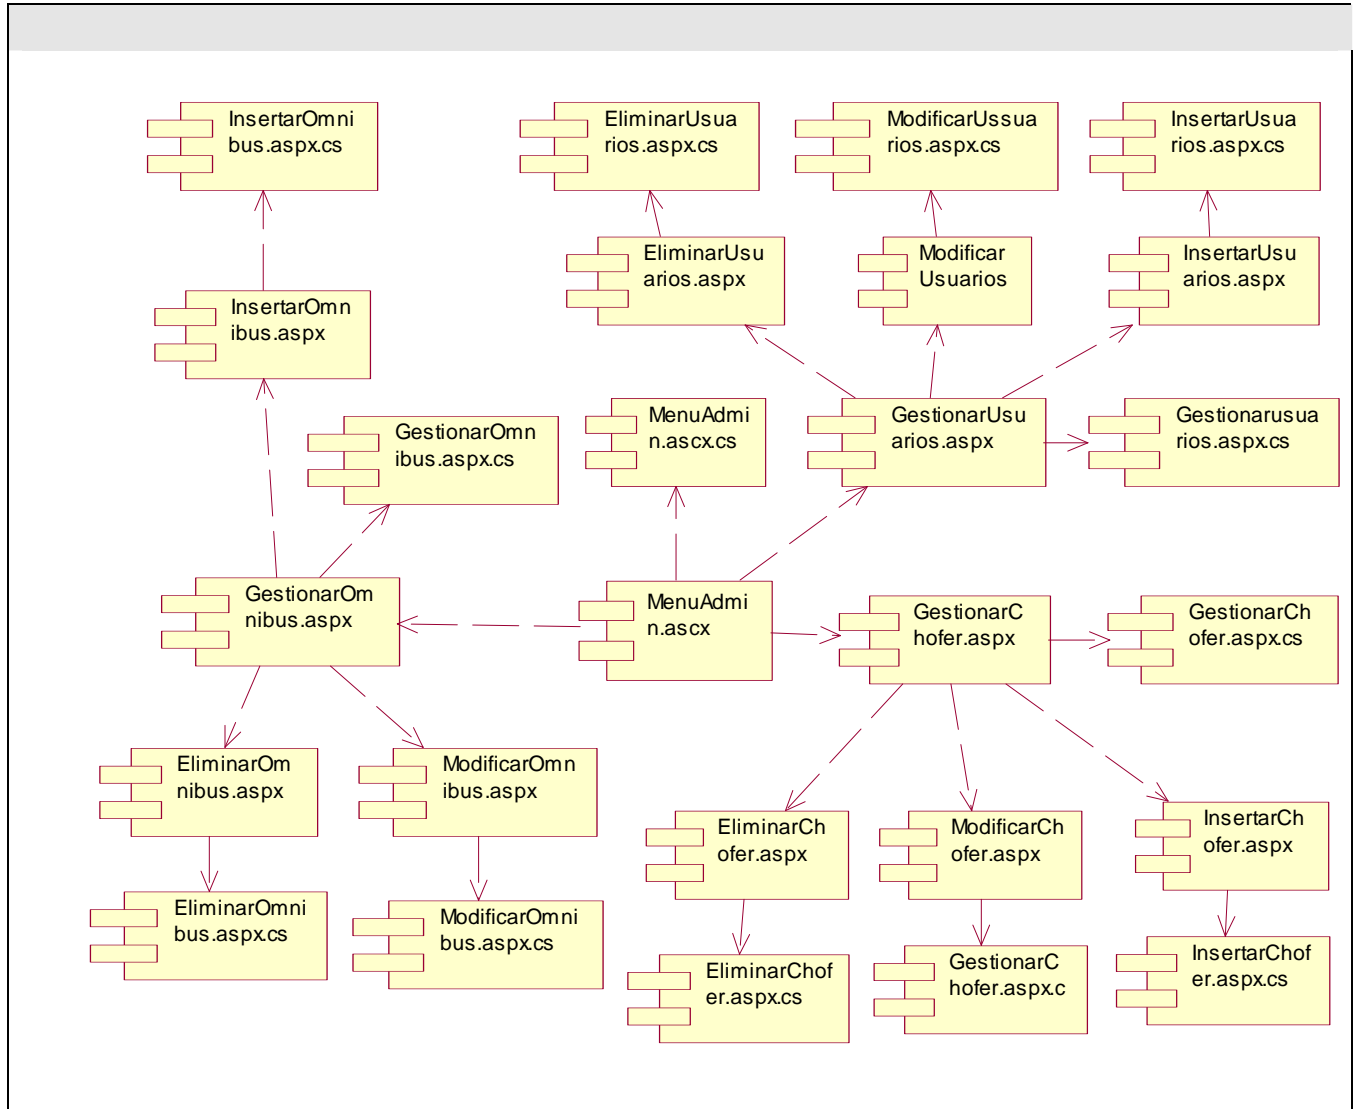 InsertarOmni
bus.aspx.cs
EliminarUsua
rios.aspx.cs
ModificarUssua
rios.aspx.cs
InsertarUsua
rios.aspx.cs
EliminarUsu
arios.aspx
Modificar
Usuarios
InsertarUsu
arios.aspx
InsertarOmn
ibus.aspx
GestionarOmn
ibus.aspx.cs
MenuAdmi
n.ascx.cs
GestionarUsu
arios.aspx
Gestionarusua
rios.aspx.cs
GestionarOm
nibus.aspx
MenuAdmi
n.ascx
GestionarC
hofer.aspx
GestionarCh
ofer.aspx.cs
EliminarOm
nibus.aspx
ModificarOmn
ibus.aspx
EliminarCh
ofer.aspx
ModificarCh
ofer.aspx
InsertarCh
ofer.aspx
EliminarOmni
bus.aspx.cs
ModificarOmni
bus.aspx.cs
EliminarChof
er.aspx.cs
GestionarC
hofer.aspx.c
InsertarChof
er.aspx.cs